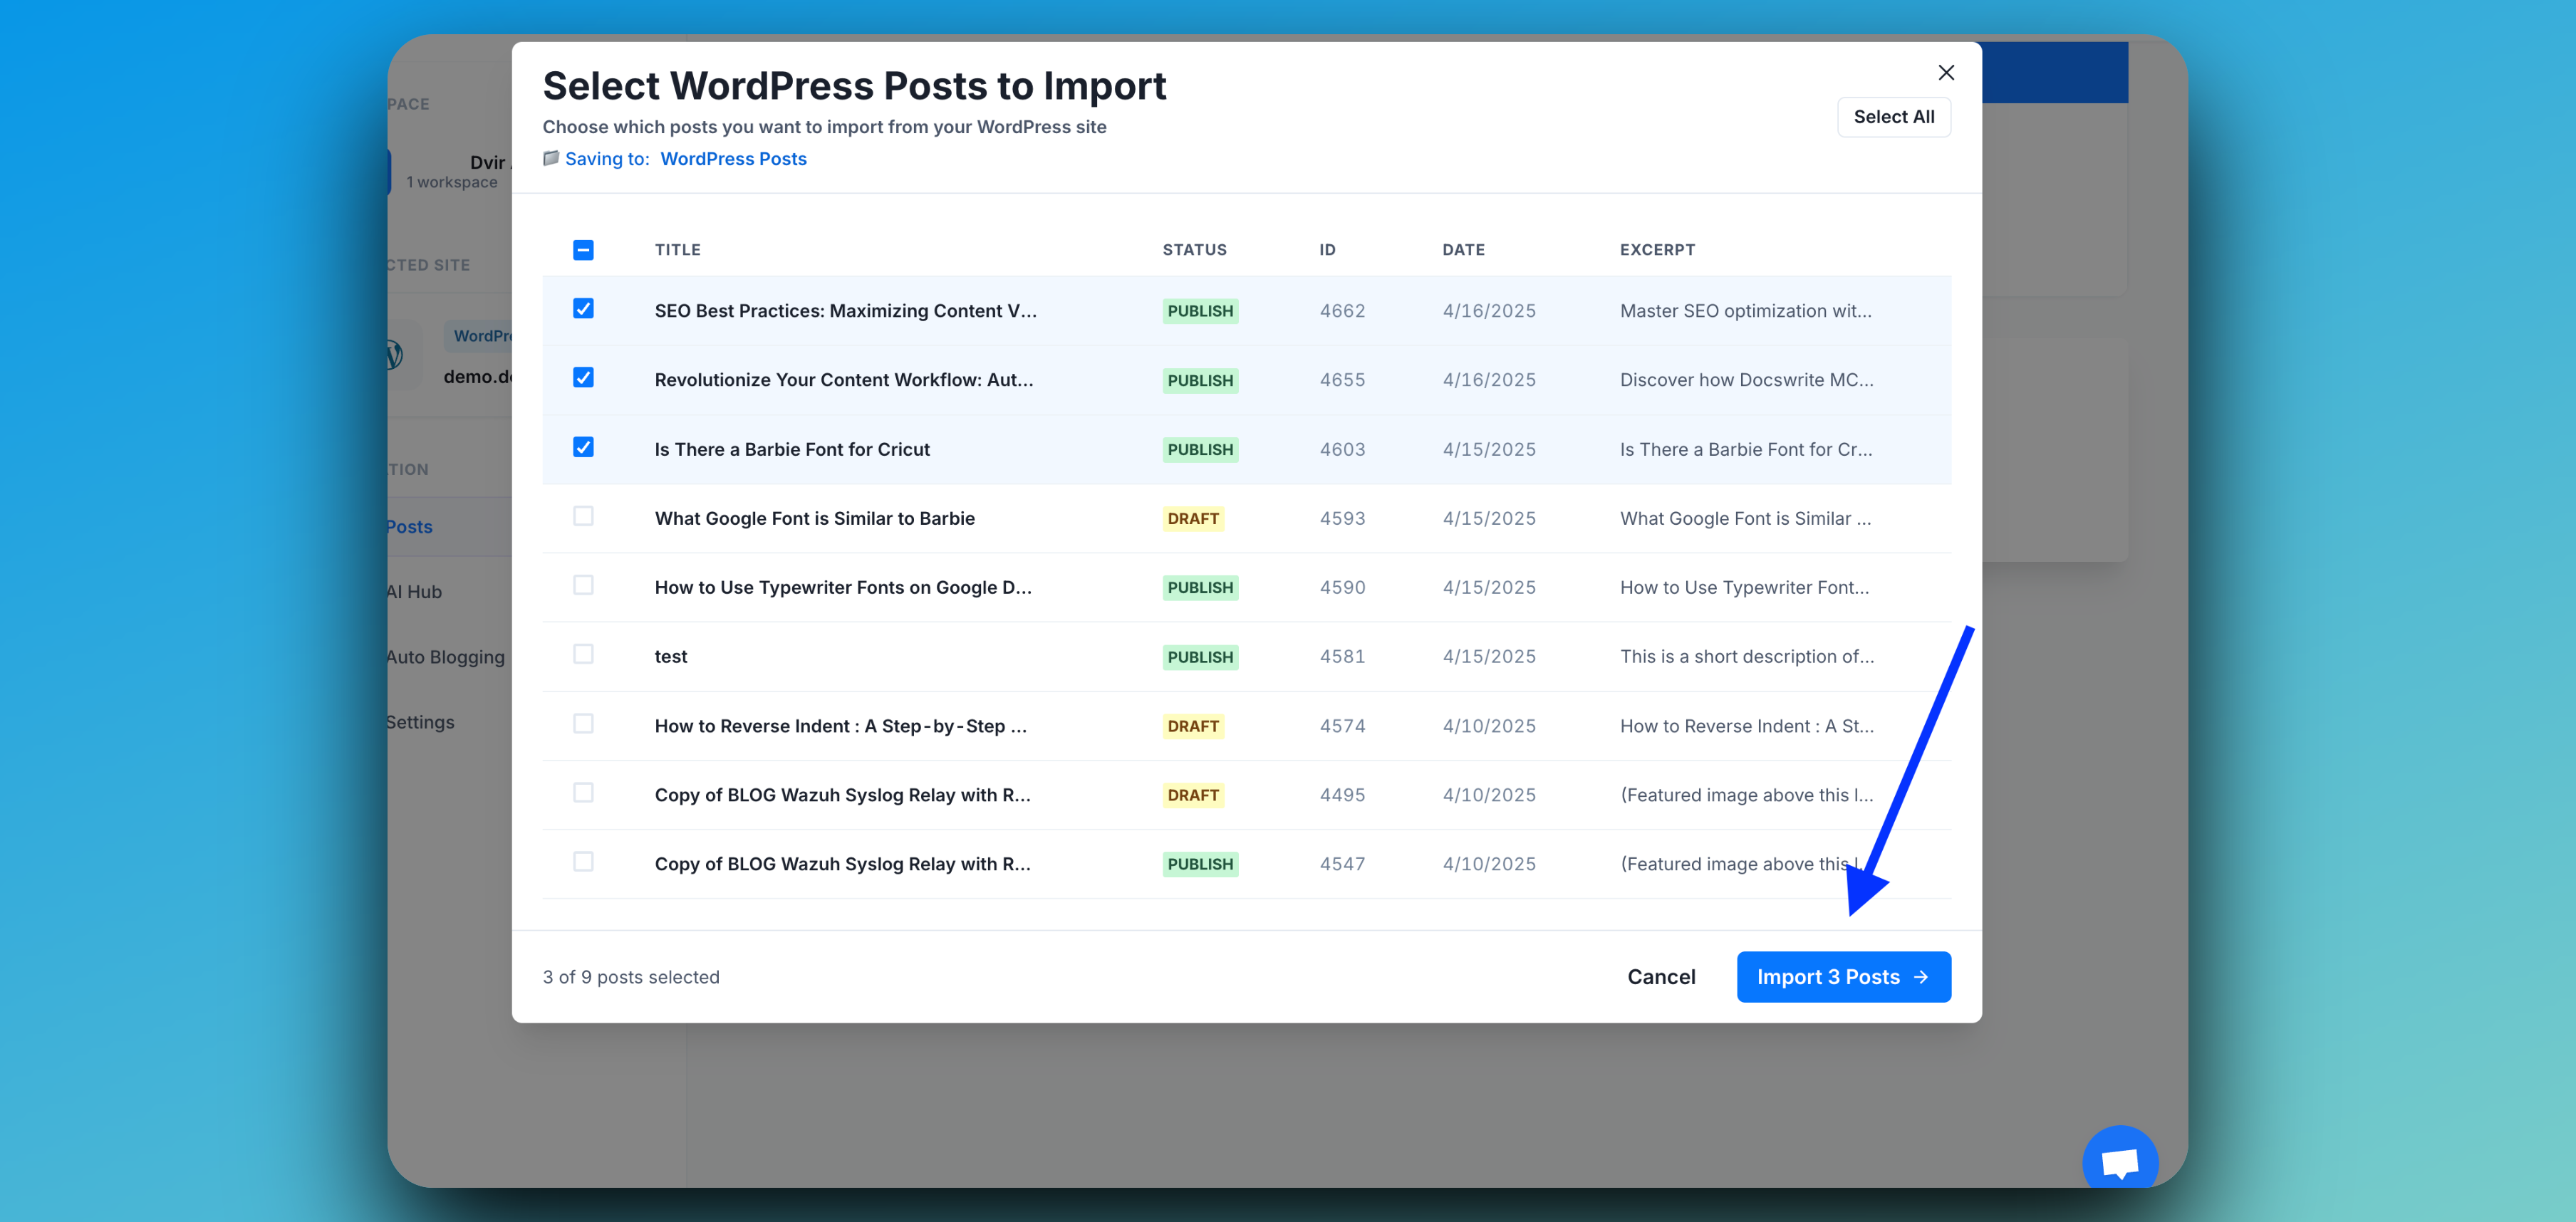 Select WordPress Posts to Import
Select All
Choose which posts you want to import from your WordPress site
Saving to: WordPress Posts
PACE
Dvir
1 workspace
CTED SITE
WordPre
demo.de
TION
Posts
AI Hub
Auto Blogging
Settings
TITLE STATUS ID DATE EXCERPT
SEO Best Practices: Maximizing Content V... PUBLISH 4662 4/16/2025 Master SEO optimization wit...
Revolutionize Your Content Workflow: Aut... PUBLISH 4655 4/16/2025 Discover how Docswrite MC...
Is There a Barbie Font for Cricut PUBLISH 4603 4/15/2025 Is There a Barbie Font for Cr...
What Google Font is Similar to Barbie DRAFT 4593 4/15/2025 What Google Font is Similar ...
How to Use Typewriter Fonts on Google D... PUBLISH 4590 4/15/2025 How to Use Typewriter Font...
test PUBLISH 4581 4/15/2025 This is a short description of...
How to Reverse Indent : A Step-by-Step ... DRAFT 4574 4/10/2025 How to Reverse Indent : A St...
Copy of BLOG Wazuh Syslog Relay with R... DRAFT 4495 4/10/2025 (Featured image above this l...
Copy of BLOG Wazuh Syslog Relay with R... PUBLISH 4547 4/10/2025 (Featured image above this
3 of 9 posts selected
Cancel
Import 3 Posts →